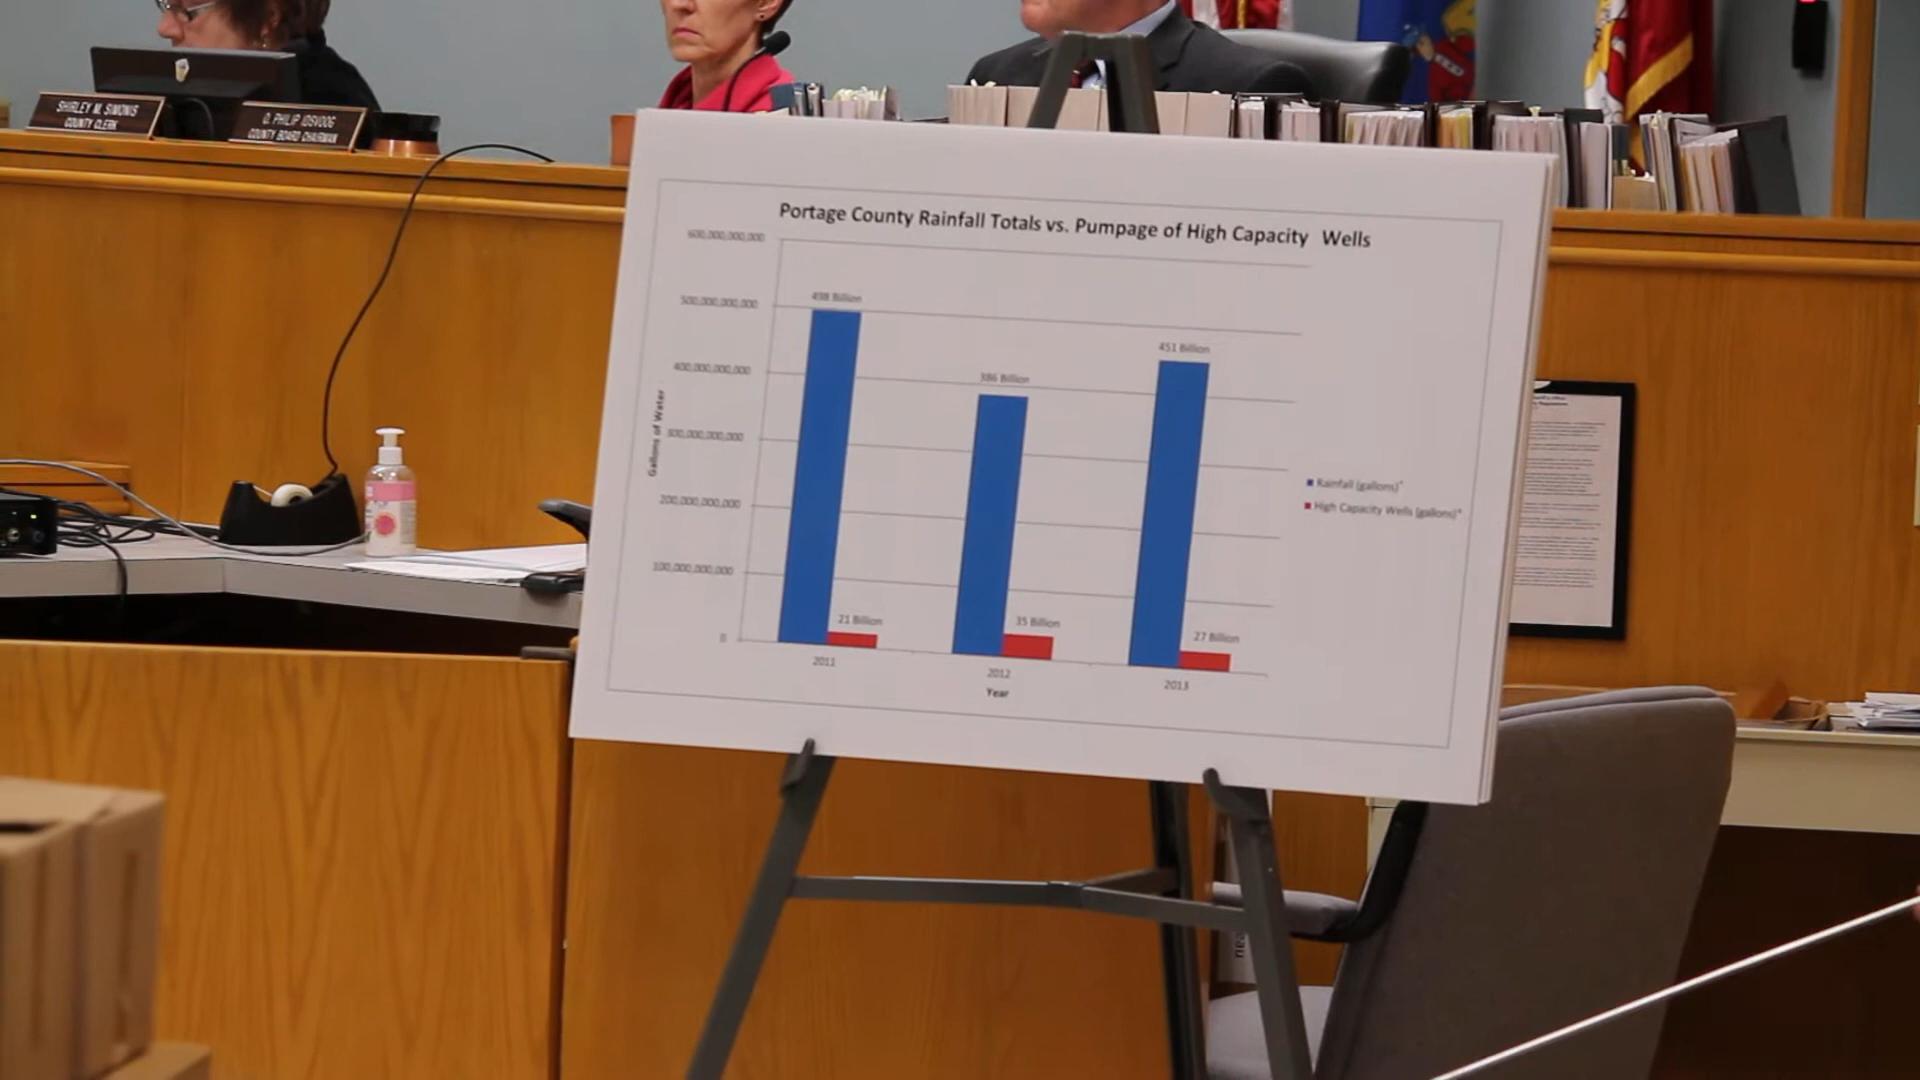 SHIRLEY M. SIMONIS
COUNTY CLERK
O. PHILIP IDSVOOG
COUNTY BOARD CHAIRMAN
Portage County Rainfall Totals vs. Pumpage of High Capacity Wells
600,000,000,000
500,000,000,000
400,000,000,000
300,000,000,000
200,000,000,000
100,000,000,000
0
Gallons of Water
498 Billion
386 Billion
451 Billion
21 Billion
35 Billion
27 Billion
2011
2012
2013
Year
Rainfall (gallons)*
High Capacity Wells (gallons)*